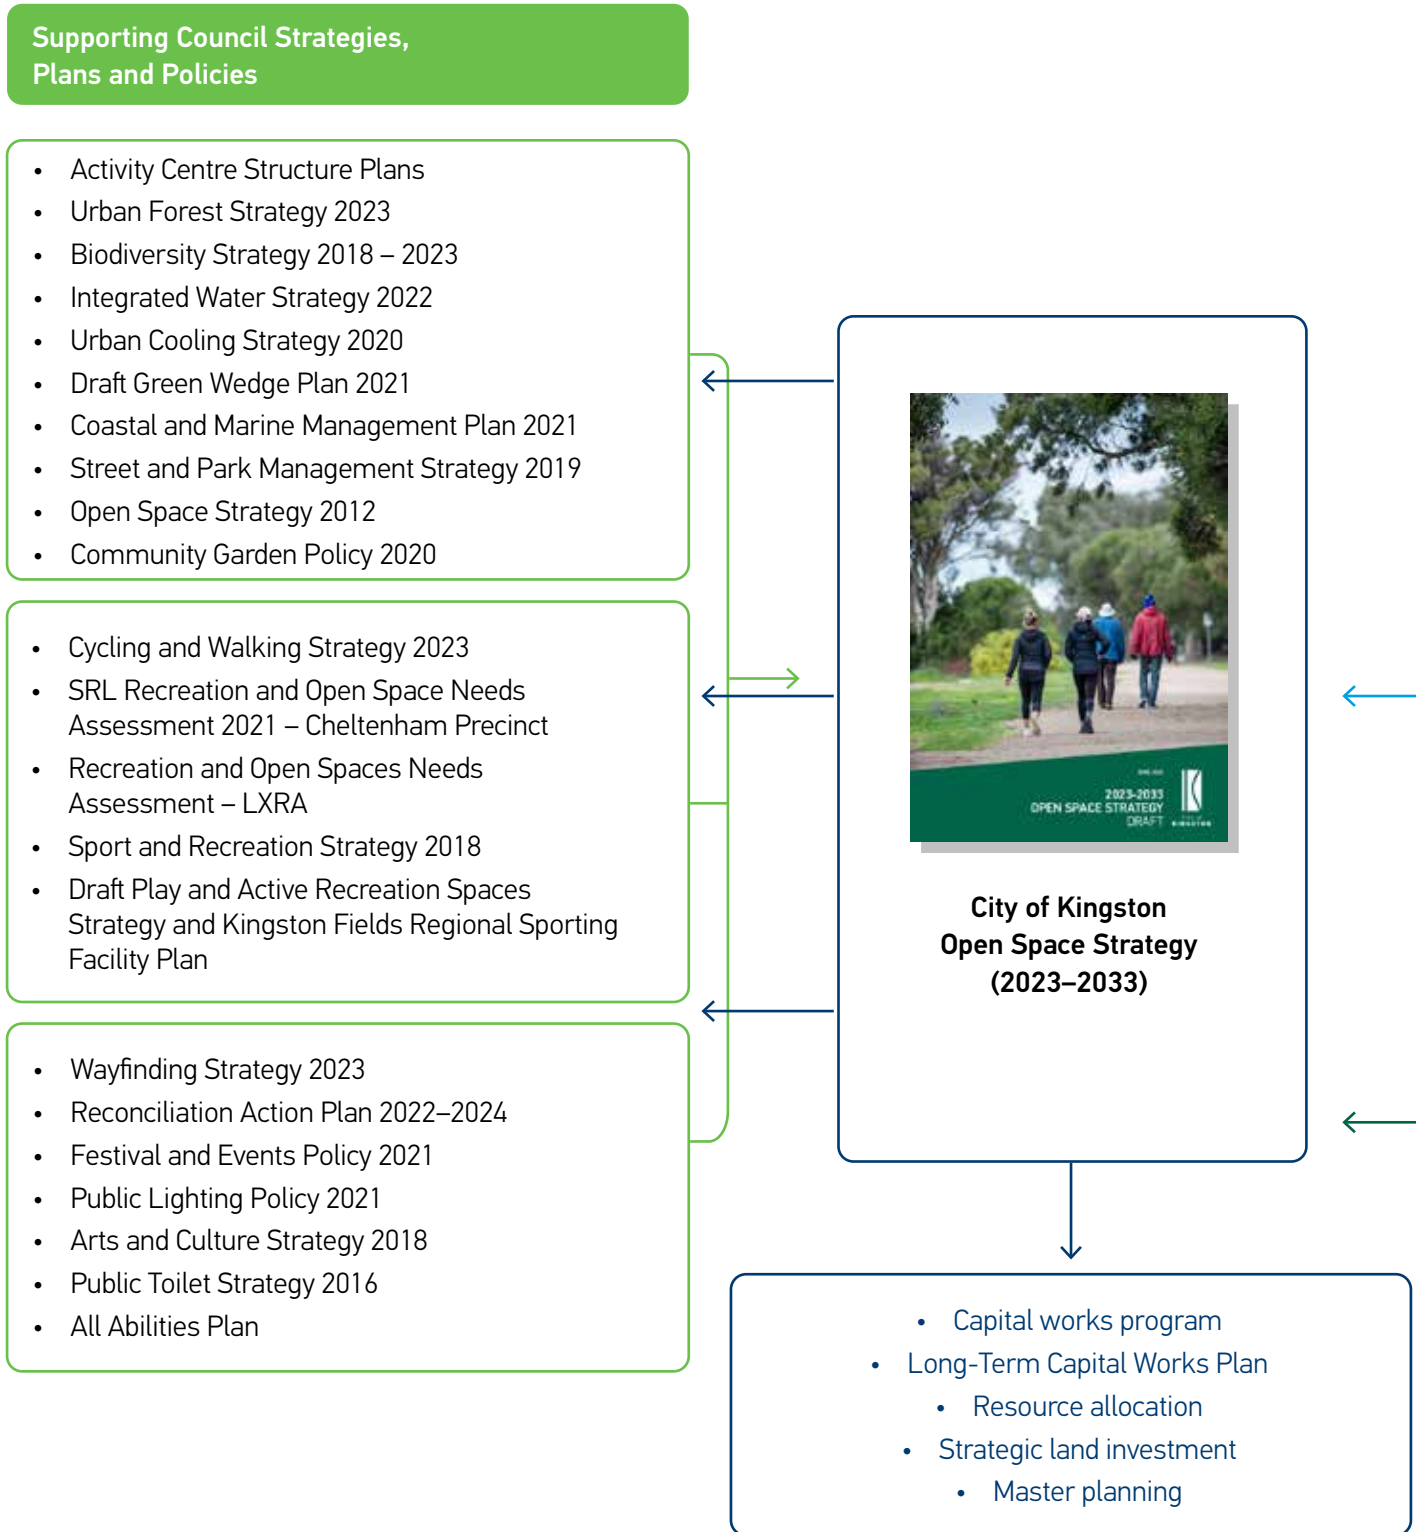 Supporting Council Strategies,
Plans and Policies
• Activity Centre Structure Plans
• Urban Forest Strategy 2023
• Biodiversity Strategy 2018 – 2023
• Integrated Water Strategy 2022
• Urban Cooling Strategy 2020
• Draft Green Wedge Plan 2021
• Coastal and Marine Management Plan 2021
• Street and Park Management Strategy 2019
• Open Space Strategy 2012
• Community Garden Policy 2020
• Cycling and Walking Strategy 2023
• SRL Recreation and Open Space Needs
Assessment 2021 – Cheltenham Precinct
• Recreation and Open Spaces Needs
Assessment – LXRA
• Sport and Recreation Strategy 2018
• Draft Play and Active Recreation Spaces
Strategy and Kingston Fields Regional Sporting
Facility Plan
• Wayfinding Strategy 2023
• Reconciliation Action Plan 2022–2024
• Festival and Events Policy 2021
• Public Lighting Policy 2021
• Arts and Culture Strategy 2018
• Public Toilet Strategy 2016
• All Abilities Plan
2023-2033
OPEN SPACE STRATEGY
DRAFT
KINGSTON
City of Kingston
Open Space Strategy
(2023–2033)
• Capital works program
• Long-Term Capital Works Plan
• Resource allocation
• Strategic land investment
• Master planning